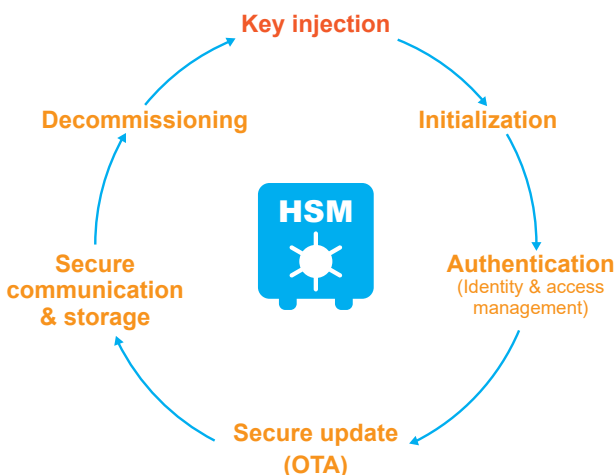 Key injection
Decommissioning
Initialization
HSM
Secure
communication
& storage
Authentication
(Identity & access
management)
Secure update
(OTA)